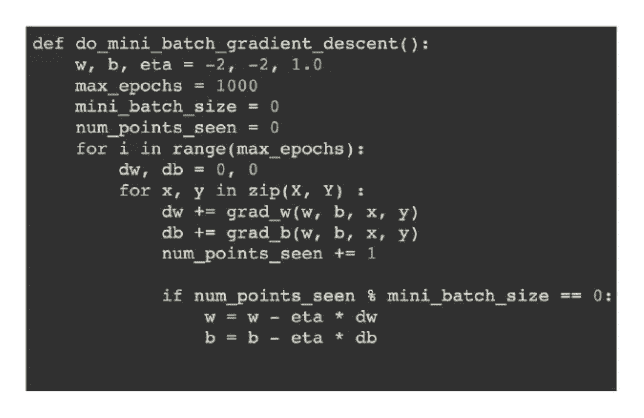 def do_mini_batch_gradient_descent():
    w, b, eta = -2, -2, 1.0
    max_epochs = 1000
    mini_batch_size = 0
    num_points_seen = 0
    for i in range(max_epochs):
        dw, db = 0, 0
        for x, y in zip(X, Y) :
            dw += grad_w(w, b, x, y)
            db += grad_b(w, b, x, y)
            num_points_seen += 1
            if num_points_seen % mini_batch_size == 0:
                w = w - eta * dw
                b = b - eta * db